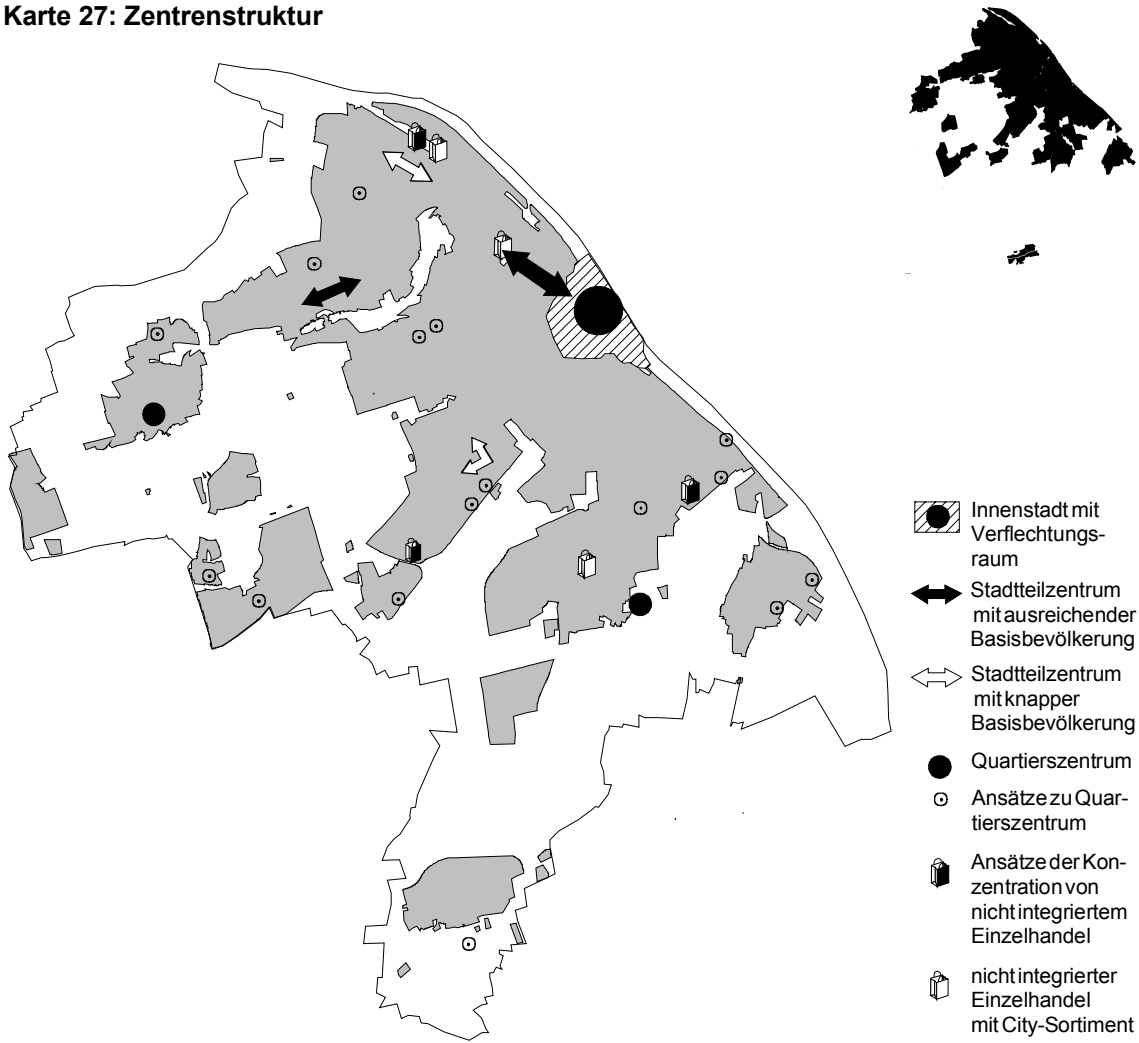 Karte 27: Zentrenstruktur
Innenstadt mit
Verflechtungs-
raum
Stadtteilzentrum
mit ausreichender
Basisbevölkerung
Stadtteilzentrum
mit knapper
Basisbevölkerung
Quartierszentrum
Ansätze zu Quar-
tierszentrum
Ansätze der Kon-
zentration von
nicht integriertem
Einzelhandel
nicht integrierter
Einzelhandel
mit City-Sortiment